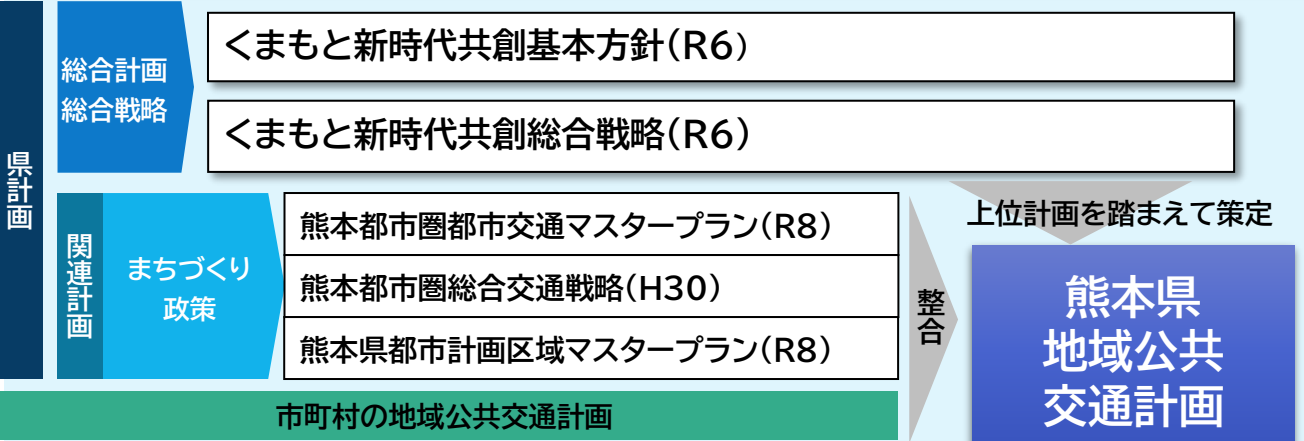 県計画
総合計画
総合戦略
くまもと新時代共創基本方針(R6)
くまもと新時代共創総合戦略(R6)
関連計画
まちづくり
政策
熊本都市圏都市交通マスタープラン(R8)
熊本都市圏総合交通戦略(H30)
熊本県都市計画区域マスタープラン(R8)
市町村の地域公共交通計画
整合
上位計画を踏まえて策定
熊本県
地域公共
交通計画